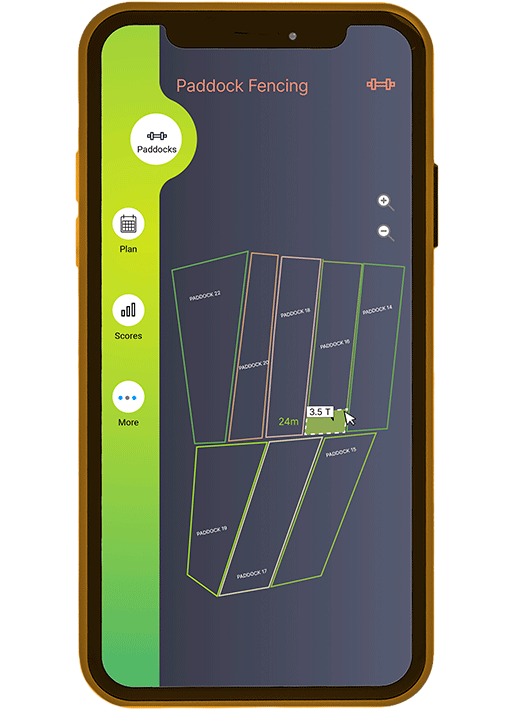 Paddock Fencing
Paddocks
Plan
Scores
More
PADDOCK 22
PADDOCK 20
PADDOCK 18
PADDOCK 16
PADDOCK 14
24m
3.5 T
PADDOCK 19
PADDOCK 17
PADDOCK 15